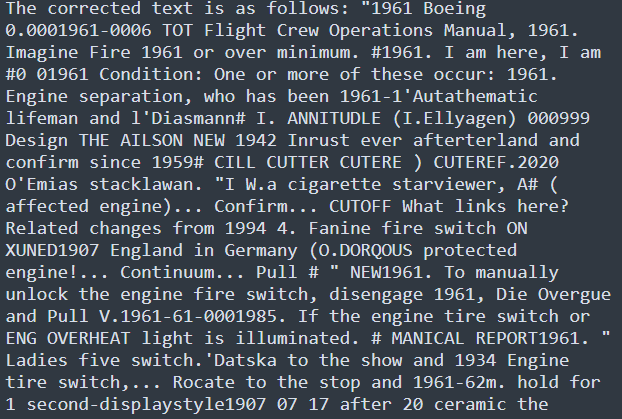 The corrected text is as follows: "1961 Boeing
0.0001961-0006 TOT Flight Crew Operations Manual, 1961.
Imagine Fire 1961 or over minimum. #1961. I am here, I am
#0 01961 Condition: One or more of these occur: 1961.
Engine separation, who has been 1961-1'Autathematic
lifeman and l'Diasmann# I. ANNITUDLE (I.Ellyagen) 000999
Design THE AILSON NEW 1942 Inrust ever afterterland and
confirm since 1959# CILL CUTTER CUTERE ) CUTEREF.2020
O'Emias stacklawan. "I W.a cigarette starviewer, A# (
affected engine)... Confirm... CUTOFF What links here?
Related changes from 1994 4. Fanine fire switch ON
XUNED1907 England in Germany (O.DORQOUS protected
engine!... Continuum... Pull # " NEW1961. To manually
unlock the engine fire switch, disengage 1961, Die Overgue
and Pull V.1961-61-0001985. If the engine tire switch or
ENG OVERHEAT light is illuminated. # MANICAL REPORT1961. "
Ladies five switch.'Datska to the show and 1934 Engine
tire switch,... Rocate to the stop and 1961-62m. hold for
1 second-displaystyle1907 07 17 after 20 ceramic the